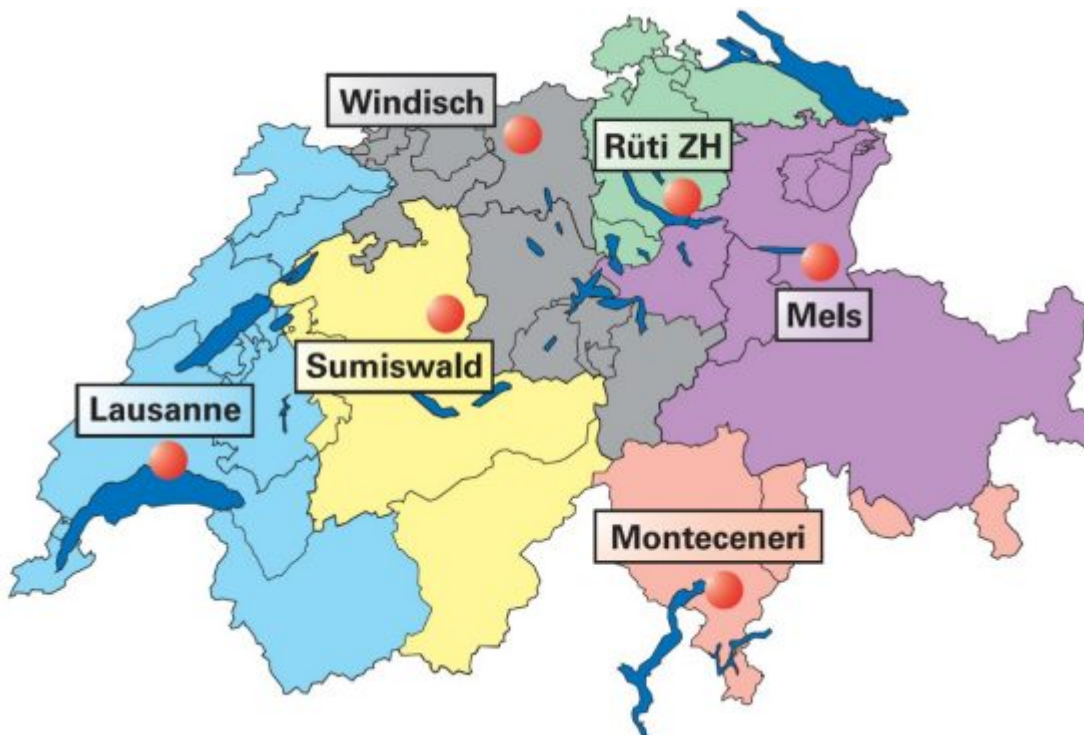 Windisch
Rüti ZH
Mels
Sumiswald
Lausanne
Monteceneri